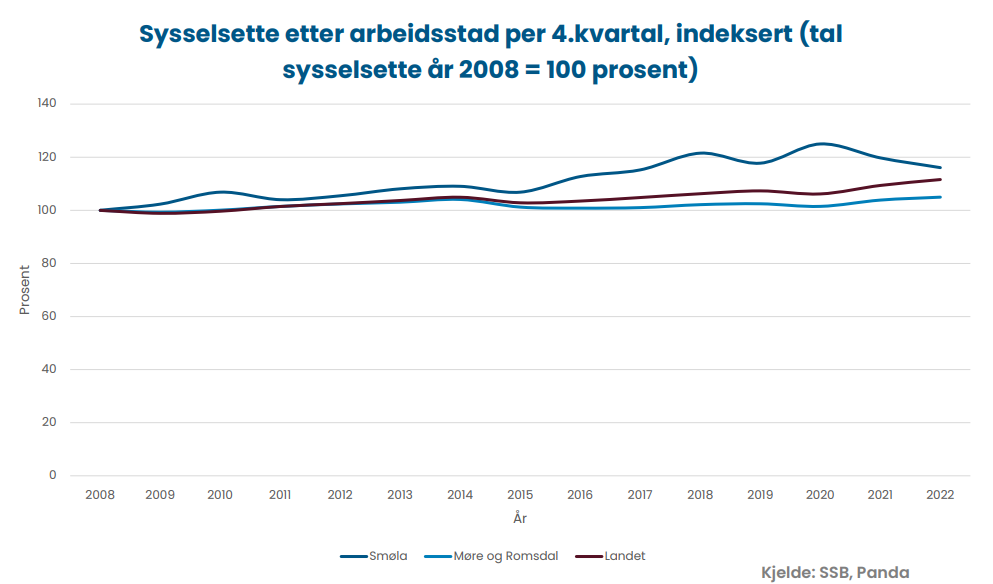 Sysselsette etter arbeidsstad per 4.kvartal, indeksert (tal
sysselsette år 2008 = 100 prosent)
140
120
100
80
60
40
20
0
Prosent
2008 2009 2010 2011 2012 2013 2014 2015 2016 2017 2018 2019 2020 2021 2022
År
Smøla Møre og Romsdal Landet
Kjelde: SSB, Panda